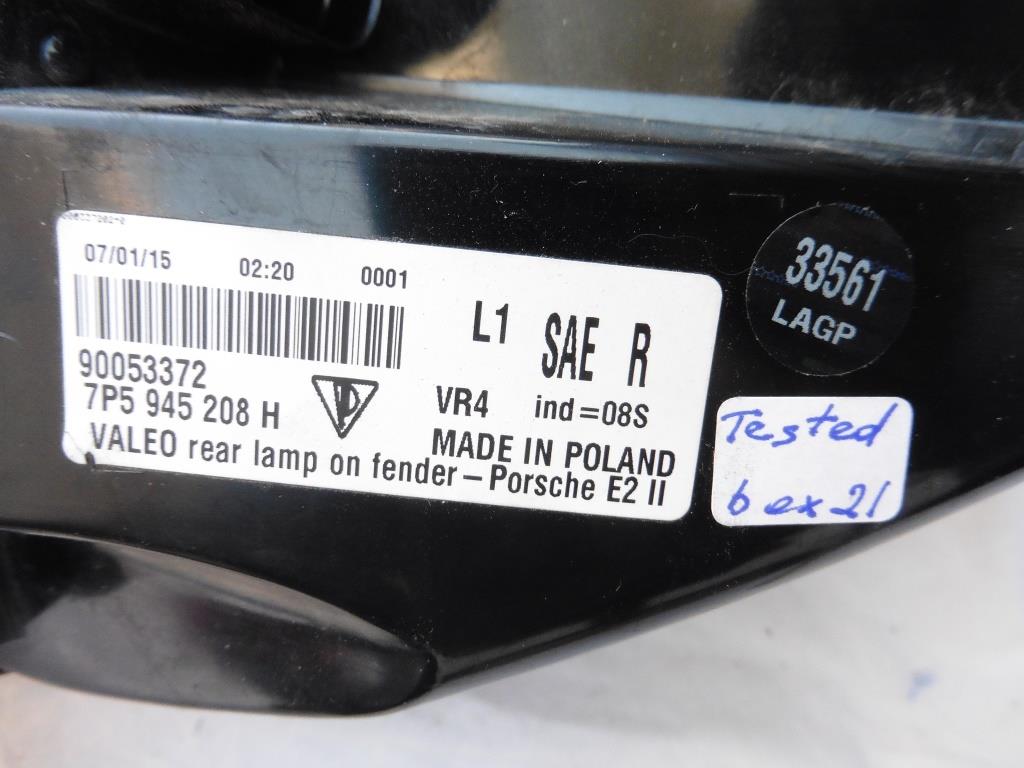 07/01/15 02:20 0001
L1 SAE R
90053372
7P5 945 208 H
VR4 ind=08S
MADE IN POLAND
VALEO rear lamp on fender – Porsche E2 II
33561
LAGP
Tested
6 ex 21